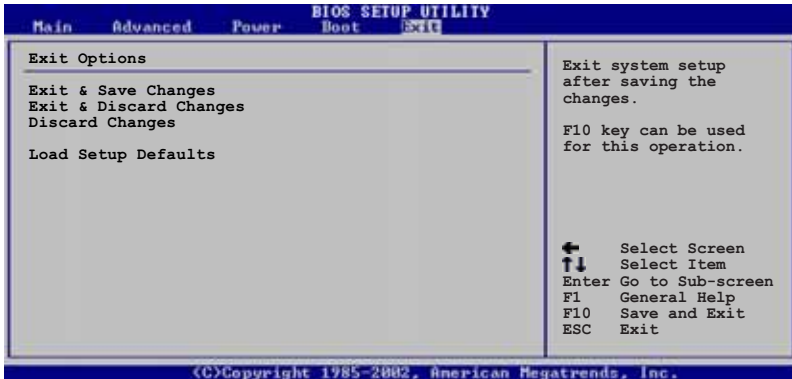 BIOS SETUP UTILITY
Main Advanced Power Boot Exit
Exit Options
Exit & Save Changes
Exit & Discard Changes
Discard Changes
Load Setup Defaults
Exit system setup
after saving the
changes.
F10 key can be used
for this operation.
← Select Screen
↑↓ Select Item
Enter Go to Sub-screen
F1 General Help
F10 Save and Exit
ESC Exit
(C)Copyright 1985-2002, American Megatrends, Inc.